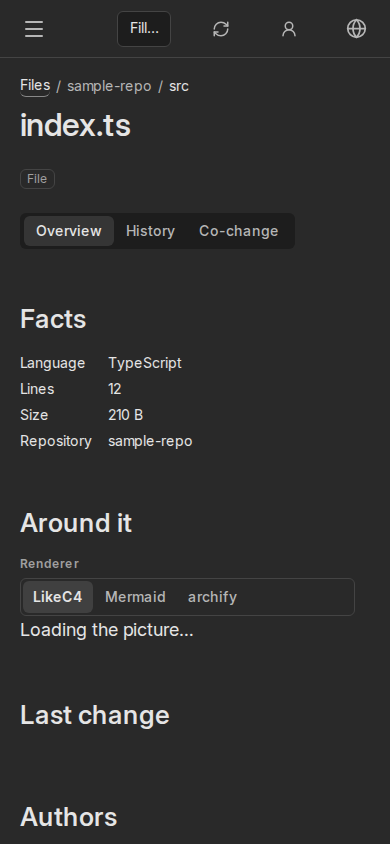 Fill...
Files / sample-repo / src
index.ts
File
Overview History Co-change
Facts
Language TypeScript
Lines 12
Size 210 B
Repository sample-repo
Around it
Renderer
LikeC4 Mermaid archify
Loading the picture...
Last change
Authors